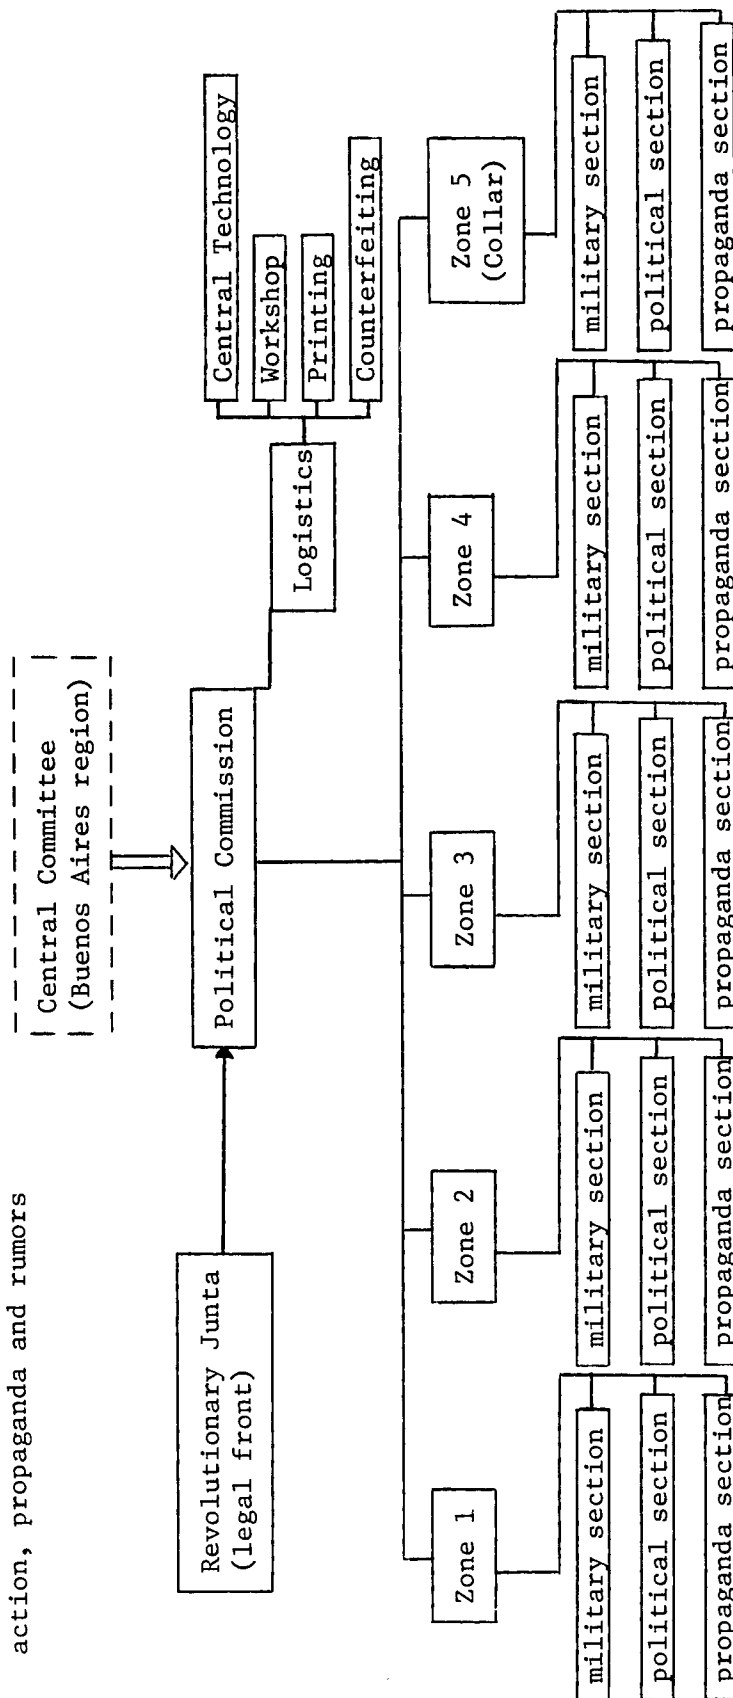 action, propaganda and rumors
Central Committee
(Buenos Aires region)
Revolutionary Junta
(legal front)
Political Commission
Logistics
Central Technology
Workshop
Printing
Counterfeiting
Zone 1
Zone 2
Zone 3
Zone 4
Zone 5
(Collar)
military section
political section
propaganda section
military section
political section
propaganda section
military section
political section
propaganda section
military section
political section
propaganda section
military section
political section
propaganda section